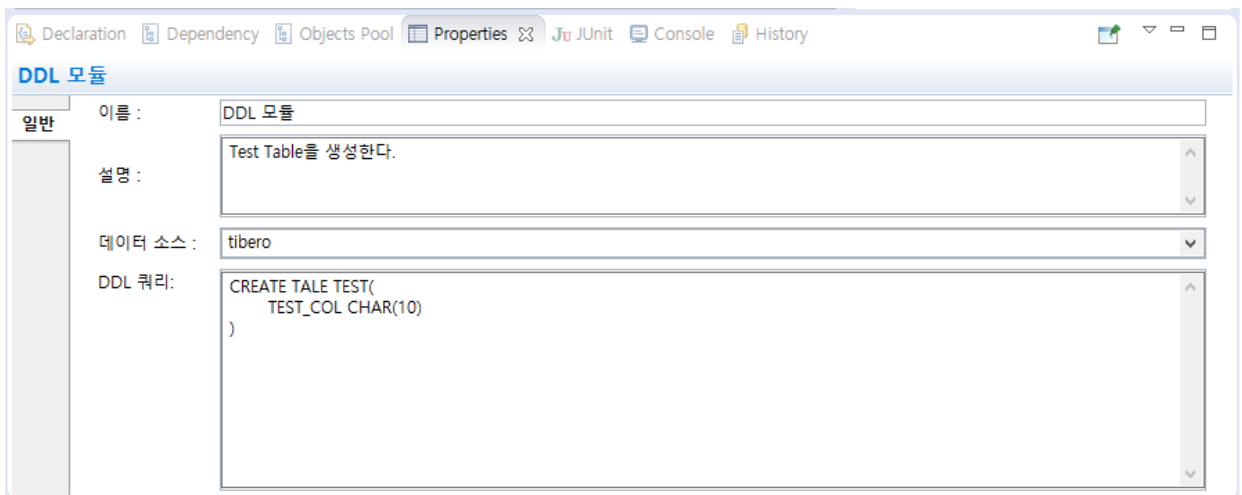 Declaration Dependency Objects Pool Properties JUnit Console History
DDL 모듈
일반
이름 : DDL 모듈
설명 : Test Table을 생성한다.
데이터 소스 : tibero
DDL 쿼리: CREATE TALE TEST(
TEST_COL CHAR(10)
)